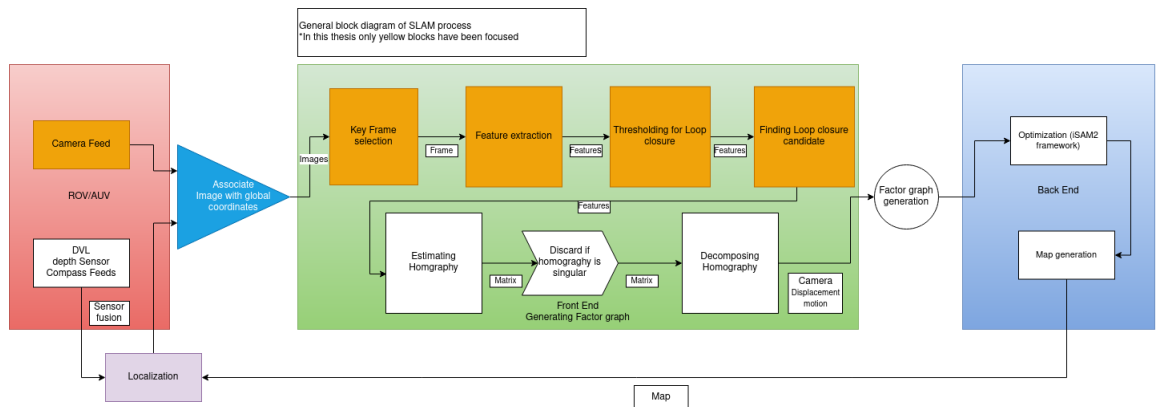 General block diagram of SLAM process
*In this thesis only yellow blocks have been focused
Camera Feed
ROV/AUV
DVL
depth Sensor
Compass Feeds
Sensor
fusion
Localization
Associate
Image with global
coordinates
Images
Key Frame
selection
Frame
Feature extraction
Features
Thresholding for Loop
closure
Features
Finding Loop closure
candidate
Features
Estimating
Homgraphy
Matrix
Discard if
homograghy is
singular
Matrix
Decomposing
Homography
Camera
Displacement
motion
Front End
Generating Factor graph
Factor graph
generation
Optimization (iSAM2
framework)
Back End
Map generation
Map